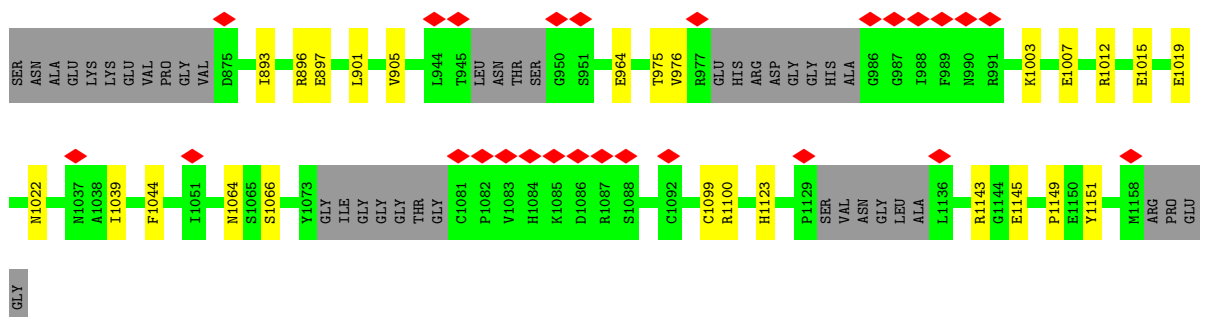 SER ASN ALA GLU LYS LYS GLU VAL PRO GLY VAL D875 I893 R896 E897 L901 V905 L944 T945 LEU ASN THR SER G950 S951 E964 T975 V976 R977 GLU HIS ARG ASP GLY GLY HIS ALA G986 G987 I988 F989 N990 R991 K1003 E1007 R1012 E1015 E1019
N1022 N1037 A1038 I1039 F1044 I1051 N1064 S1065 S1066 Y1073 GLY ILE GLY GLY GLY THR GLY C1081 P1082 V1083 H1084 K1085 D1086 R1087 S1088 C1092 C1099 R1100 H1123 P1129 SER VAL ASN GLY LEU ALA L1136 R1143 G1144 E1145 P1149 E1150 Y1151 M1158 ARG PRO GLU
GLY